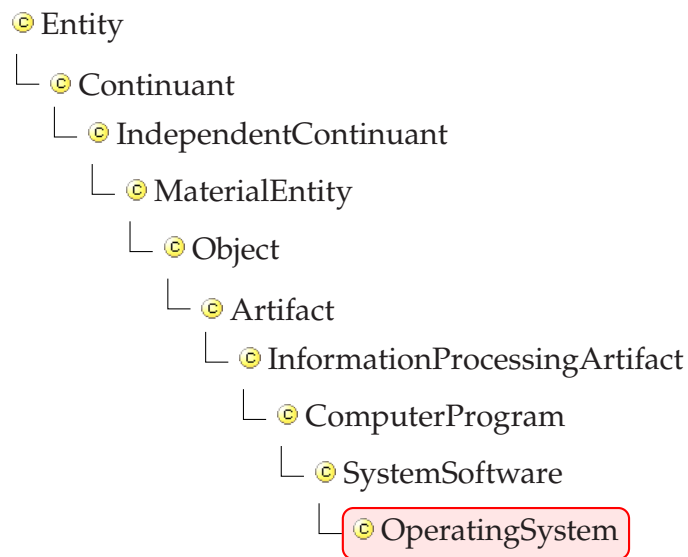 Entity
Continuant
IndependentContinuant
MaterialEntity
Object
Artifact
InformationProcessingArtifact
ComputerProgram
SystemSoftware
OperatingSystem